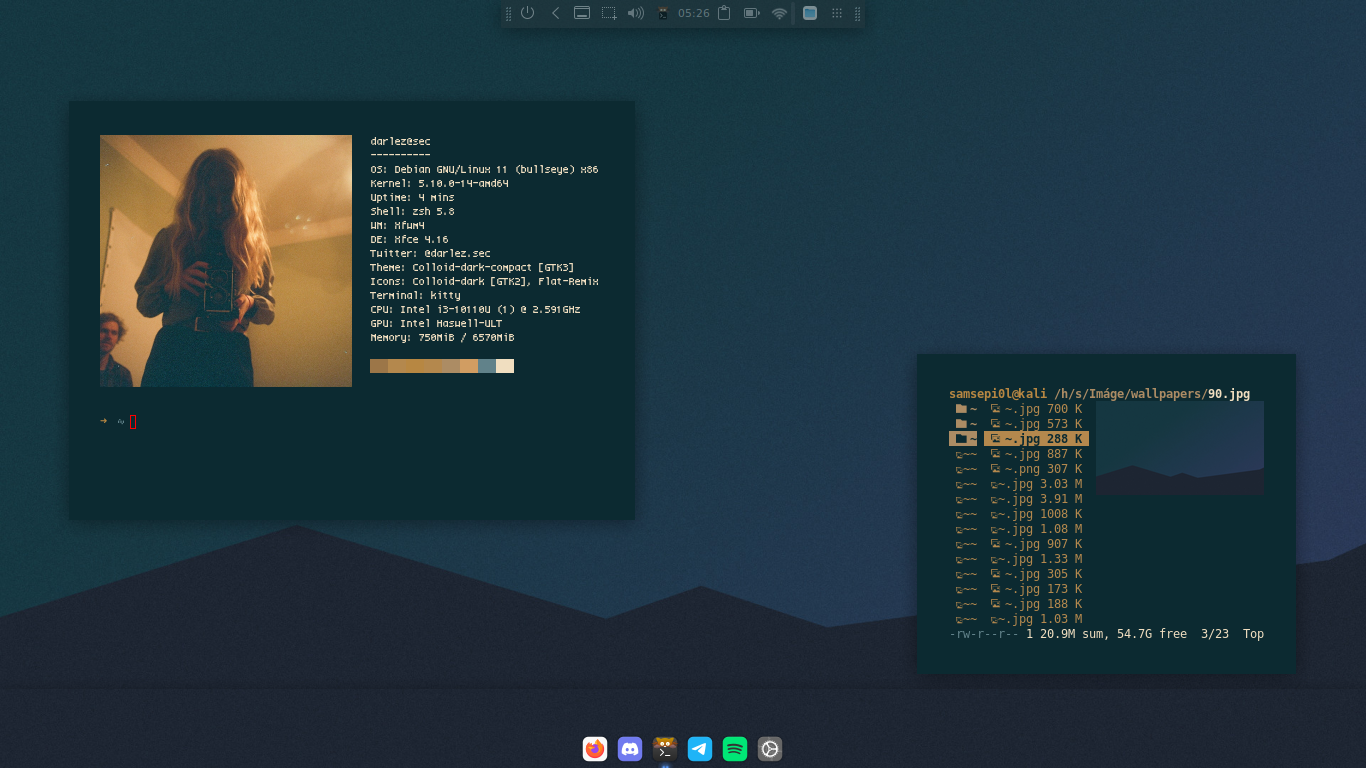 05:26
darlez@sec
----------
OS: Debian GNU/Linux 11 (bullseye) x86
Kernel: 5.10.0-14-amd64
Uptime: 4 mins
Shell: zsh 5.8
WM: Xfwm4
DE: Xfce 4.16
Twitter: @darlez.sec
Theme: Colloid-dark-compact [GTK3]
Icons: Colloid-dark [GTK2], Flat-Remix
Terminal: kitty
CPU: Intel i3-10110U (1) @ 2.591GHz
GPU: Intel Haswell-ULT
Memory: 750MiB / 6570MiB
➜ ~
samsepi0l@kali /h/s/Imáge/wallpapers/90.jpg
~ ~.jpg 700 K
~ ~.jpg 573 K
~ ~.jpg 288 K
~~ ~.jpg 887 K
~~ ~.png 307 K
~~ ~.jpg 3.03 M
~~ ~.jpg 3.91 M
~~ ~.jpg 1008 K
~~ ~.jpg 1.08 M
~~ ~.jpg 907 K
~~ ~.jpg 1.33 M
~~ ~.jpg 305 K
~~ ~.jpg 173 K
~~ ~.jpg 188 K
~~ ~.jpg 1.03 M
-rw-r--r-- 1 20.9M sum, 54.7G free 3/23 Top